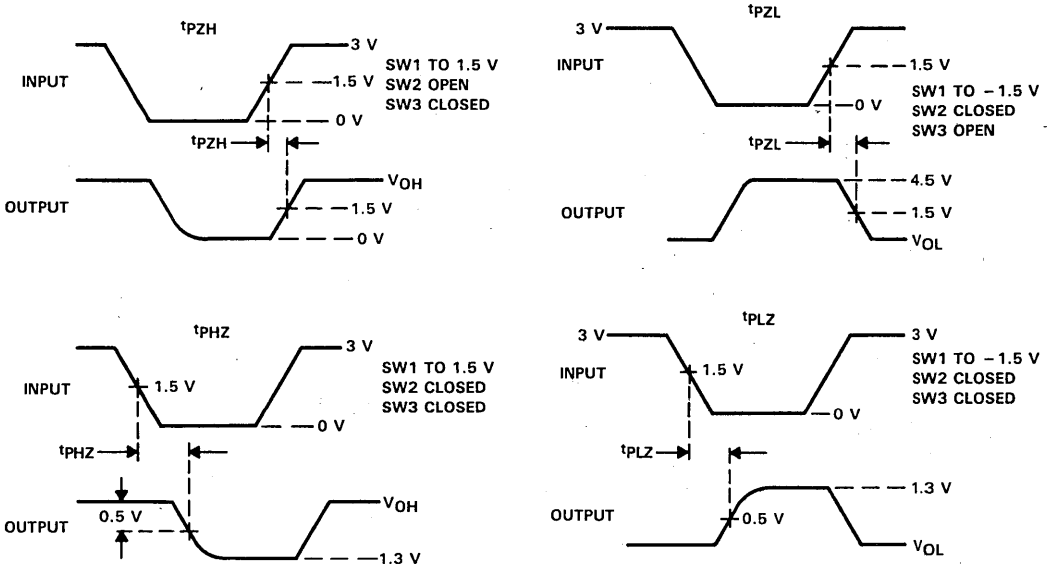 tPZH
3 V
INPUT
1.5 V
SW1 TO 1.5 V
SW2 OPEN
SW3 CLOSED
0 V
tPZH
VOH
OUTPUT
1.5 V
0 V
tPZL
3 V
INPUT
1.5 V
SW1 TO – 1.5 V
SW2 CLOSED
SW3 OPEN
0 V
tPZL
4.5 V
OUTPUT
1.5 V
VOL
tPHZ
3 V
INPUT
1.5 V
SW1 TO 1.5 V
SW2 CLOSED
SW3 CLOSED
0 V
tPHZ
VOH
0.5 V
OUTPUT
1.3 V
tPLZ
3 V
3 V
INPUT
1.5 V
SW1 TO – 1.5 V
SW2 CLOSED
SW3 CLOSED
0 V
tPLZ
1.3 V
OUTPUT
0.5 V
VOL